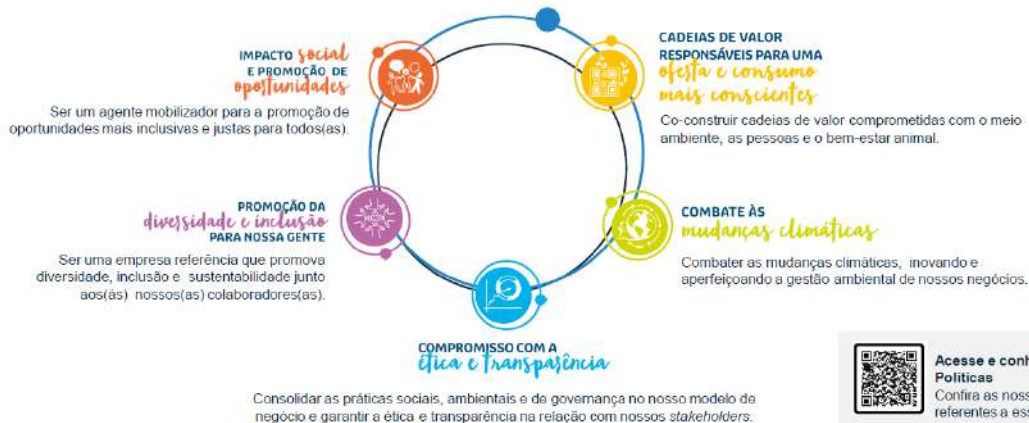 IMPACTO social
E PROMOÇÃO DE
oportunidades
Ser um agente mobilizador para a promoção de
oportunidades mais inclusivas e justas para todos(as).
CADEIAS DE VALOR
RESPONSÁVEIS PARA UMA
oferta e consumo
mais conscientes
Co-construir cadeias de valor comprometidas com o meio
ambiente, as pessoas e o bem-estar animal.
PROMOÇÃO DA
diversidade e inclusão
PARA NOSSA GENTE
Ser uma empresa referência que promova
diversidade, inclusão e sustentabilidade junto
aos(às) nossos(as) colaboradores(as).
COMBATE ÀS
mudanças climáticas
Combater as mudanças climáticas, inovando e
aperfeiçoando a gestão ambiental de nossos negócios.
COMPROMISSO COM A
ética e transparência
Consolidar as práticas sociais, ambientais e de governança no nosso modelo de
negócio e garantir a ética e transparência na relação com nossos stakeholders.
Acesse e conh
Políticas
Confira as noss
referentes a ess